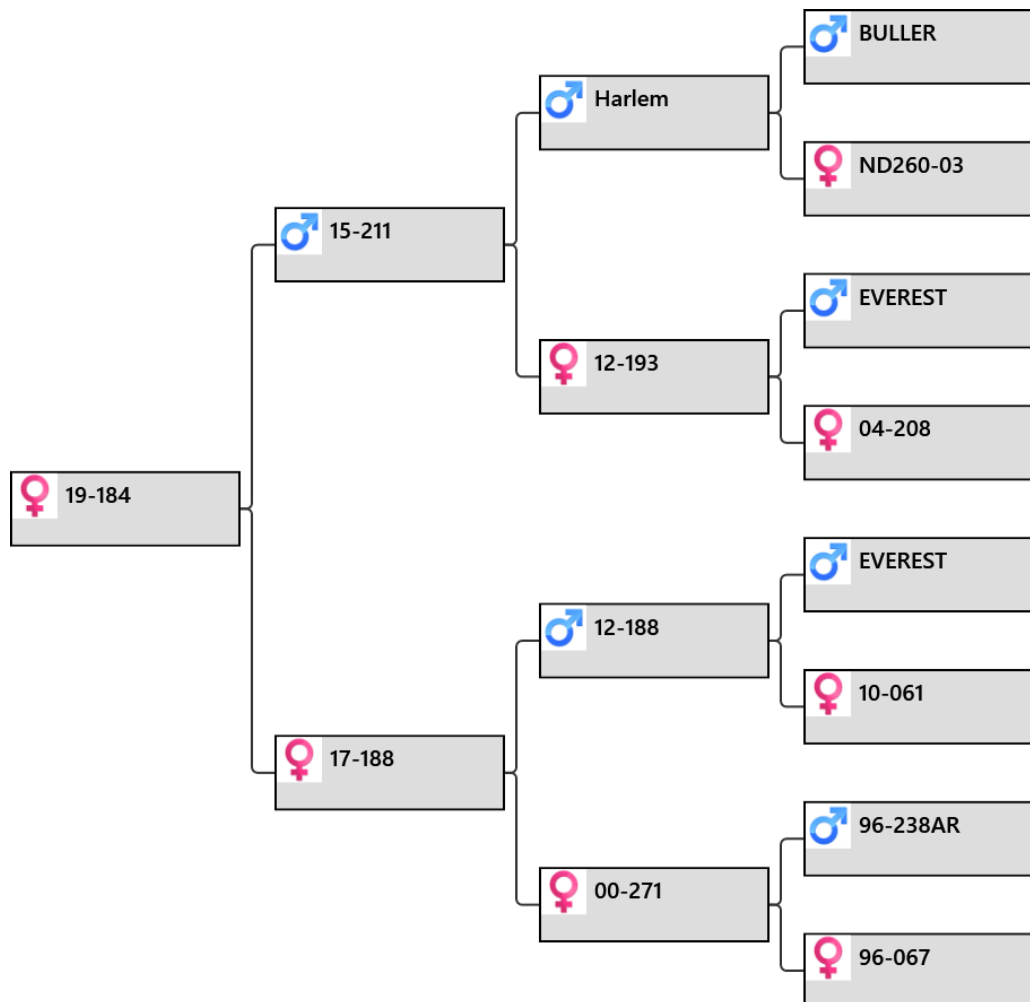 BULLER
Harlem
ND260-03
15-211
EVEREST
12-193
04-208
19-184
EVEREST
12-188
10-061
17-188
96-238AR
00-271
96-067